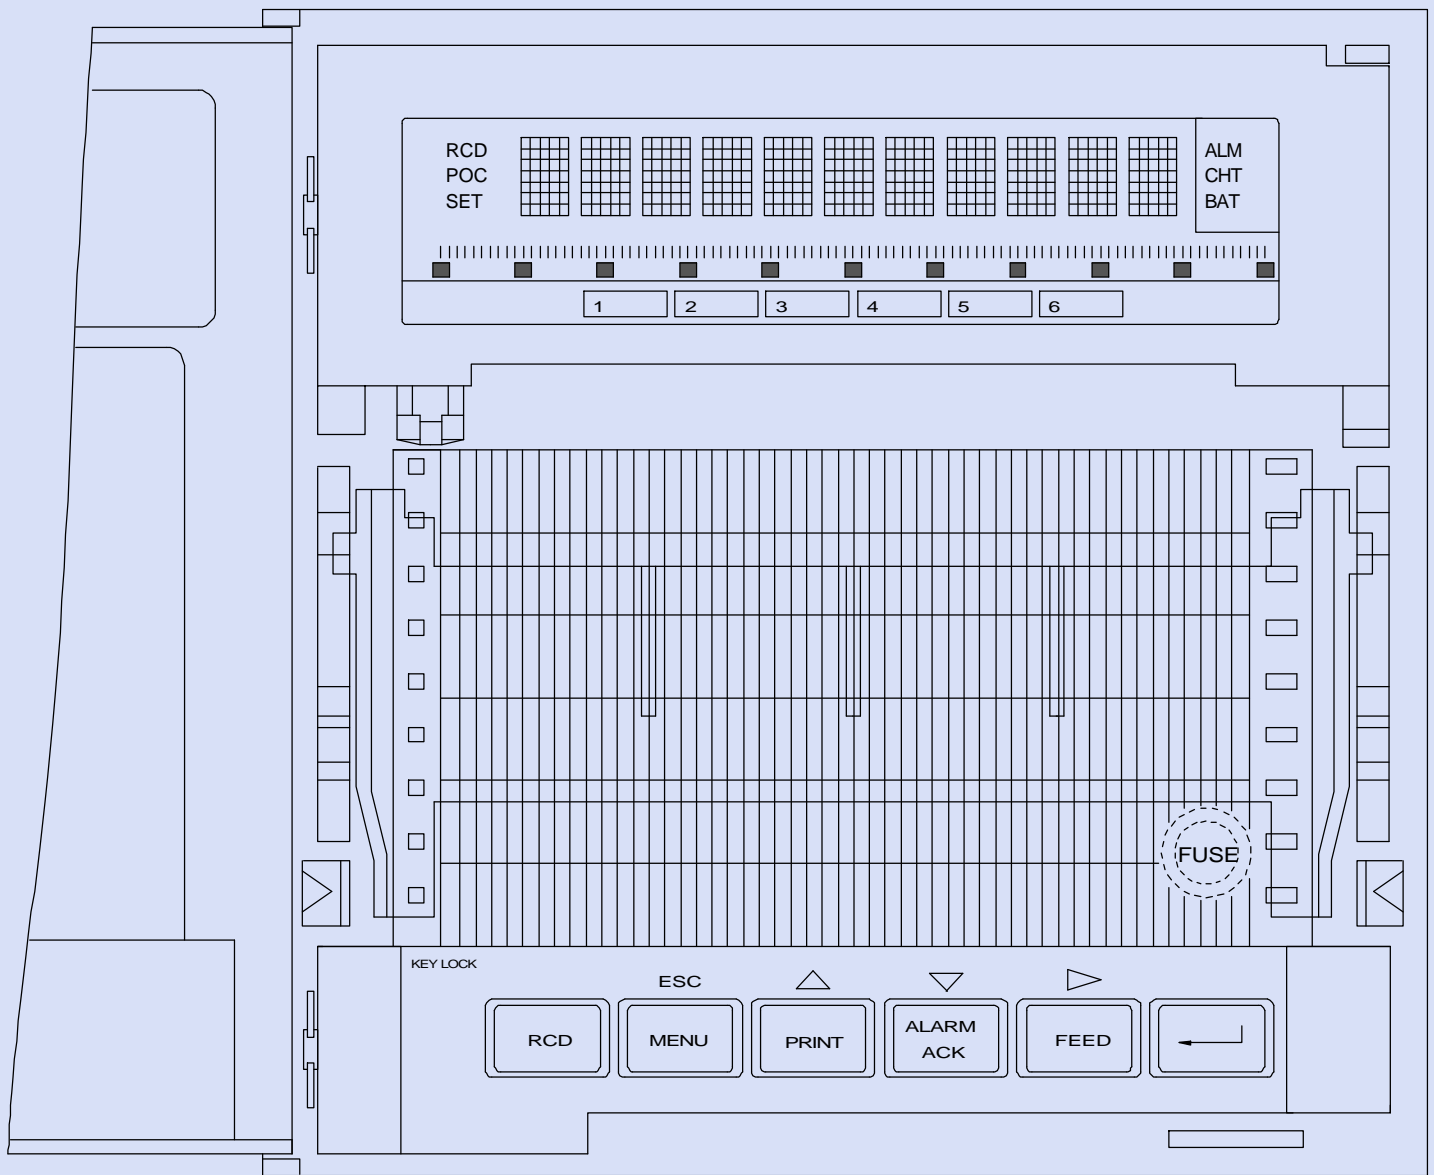 RCD
POC
SET
ALM
CHT
BAT
1 2 3 4 5 6
FUSE
KEY LOCK
ESC
RCD
MENU
PRINT
ALARM
ACK
FEED